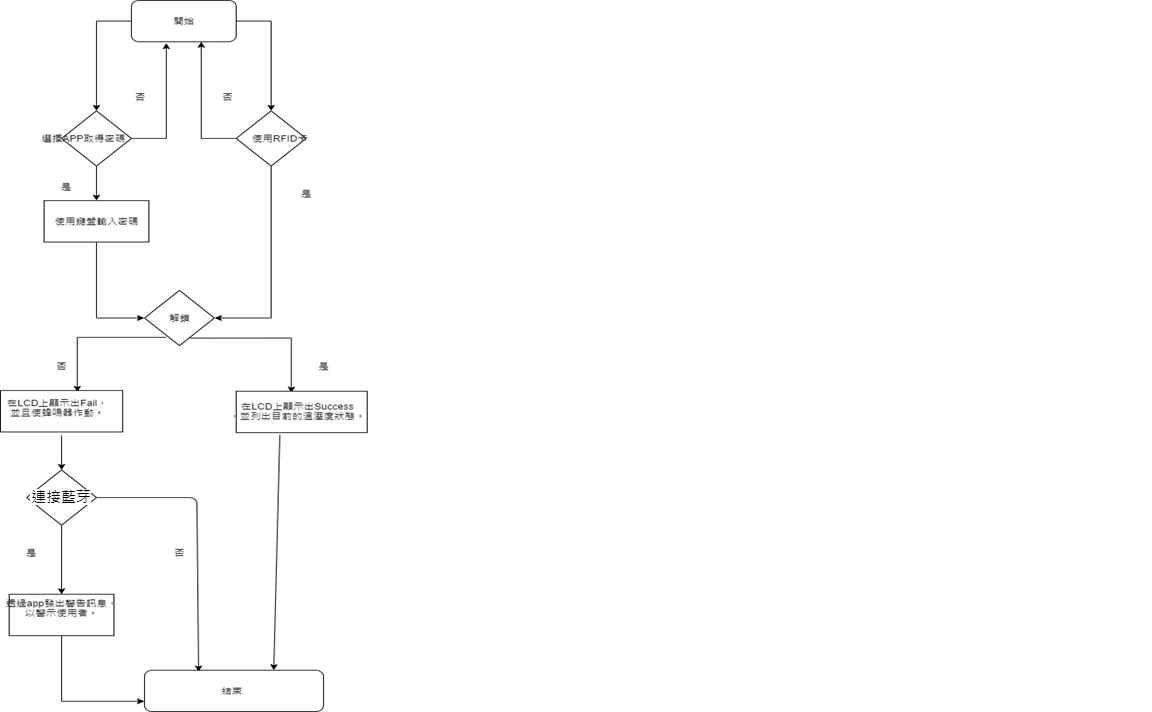 開始
否
否
選擇APP取得密碼
使用RFID卡
是
是
使用鍵盤輸入密碼
解鎖
否
是
在LCD上顯示出Fail，
並且使蜂鳴器作動。
在LCD上顯示出Success
，並列出目前的溫溼度狀態。
連接藍芽
是
否
透過app發出警告訊息，
以警示使用者。
結束